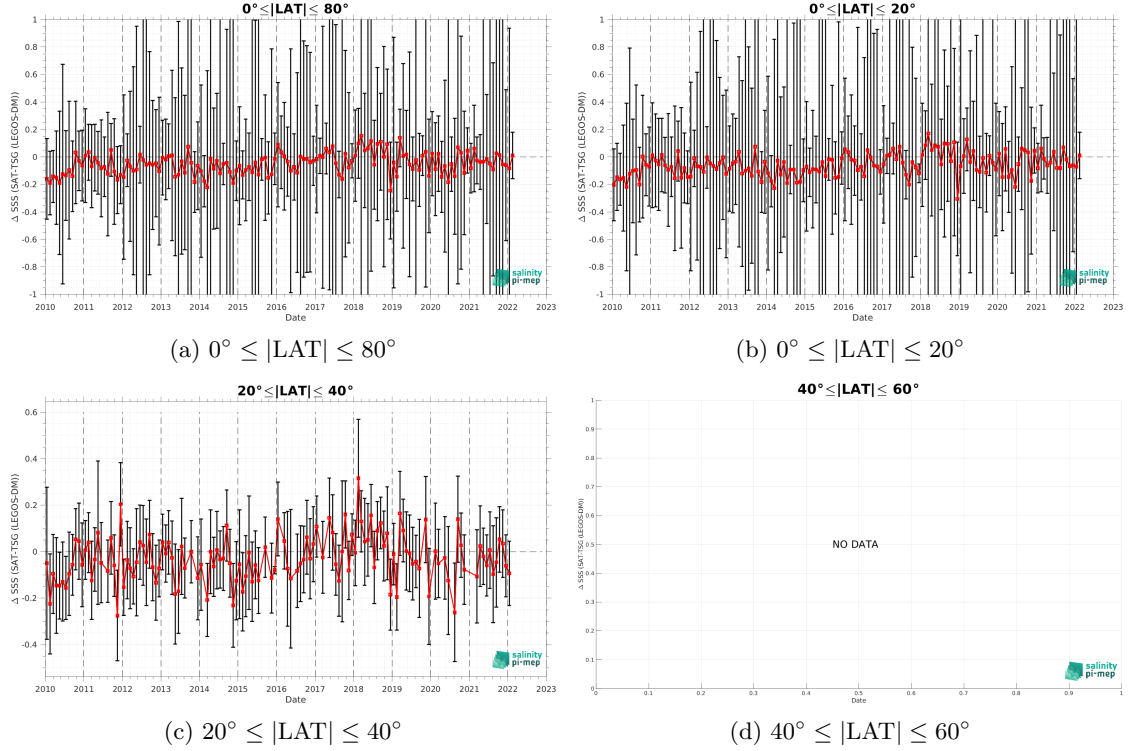 0°≤|LAT|≤ 80°
Δ SSS (SAT-TSG (LEGOS-DM))
1
0.8
0.6
0.4
0.2
0
-0.2
-0.4
-0.6
-0.8
-1
2010 2011 2012 2013 2014 2015 2016 2017 2018 2019 2020 2021 2022 2023
Date
salinity
pi-mep
(a) 0° ≤ |LAT| ≤ 80°
0°≤|LAT|≤ 20°
Δ SSS (SAT-TSG (LEGOS-DM))
1
0.8
0.6
0.4
0.2
0
-0.2
-0.4
-0.6
-0.8
-1
2010 2011 2012 2013 2014 2015 2016 2017 2018 2019 2020 2021 2022 2023
Date
salinity
pi-mep
(b) 0° ≤ |LAT| ≤ 20°
20°≤|LAT|≤ 40°
Δ SSS (SAT-TSG (LEGOS-DM))
0.6
0.4
0.2
0
-0.2
-0.4
2010 2011 2012 2013 2014 2015 2016 2017 2018 2019 2020 2021 2022 2023
Date
salinity
pi-mep
(c) 20° ≤ |LAT| ≤ 40°
40°≤|LAT|≤ 60°
Δ SSS (SAT-TSG (LEGOS-DM))
1
0.9
0.8
0.7
0.6
0.5
0.4
0.3
0.2
0.1
0
NO DATA
0 0.1 0.2 0.3 0.4 0.5 0.6 0.7 0.8 0.9 1
Date
salinity
pi-mep
(d) 40° ≤ |LAT| ≤ 60°